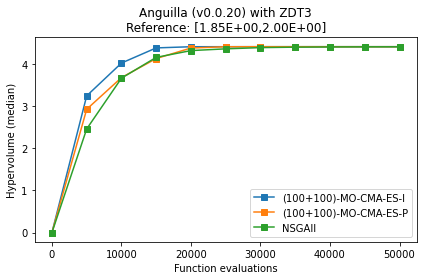 Anguilla (v0.0.20) with ZDT3
Reference: [1.85E+00,2.00E+00]
Hypervolume (median)
4
3
2
1
0
(100+100)-MO-CMA-ES-I
(100+100)-MO-CMA-ES-P
NSGAII
0 10000 20000 30000 40000 50000
Function evaluations